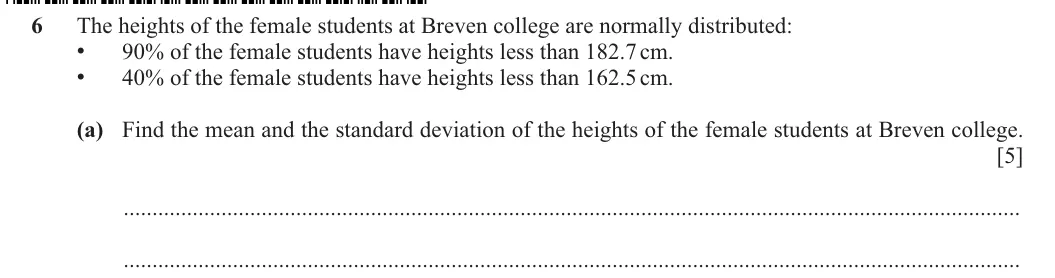 6 The heights of the female students at Breven college are normally distributed:
• 90% of the female students have heights less than 182.7 cm.
• 40% of the female students have heights less than 162.5 cm.
(a) Find the mean and the standard deviation of the heights of the female students at Breven college.
[5]